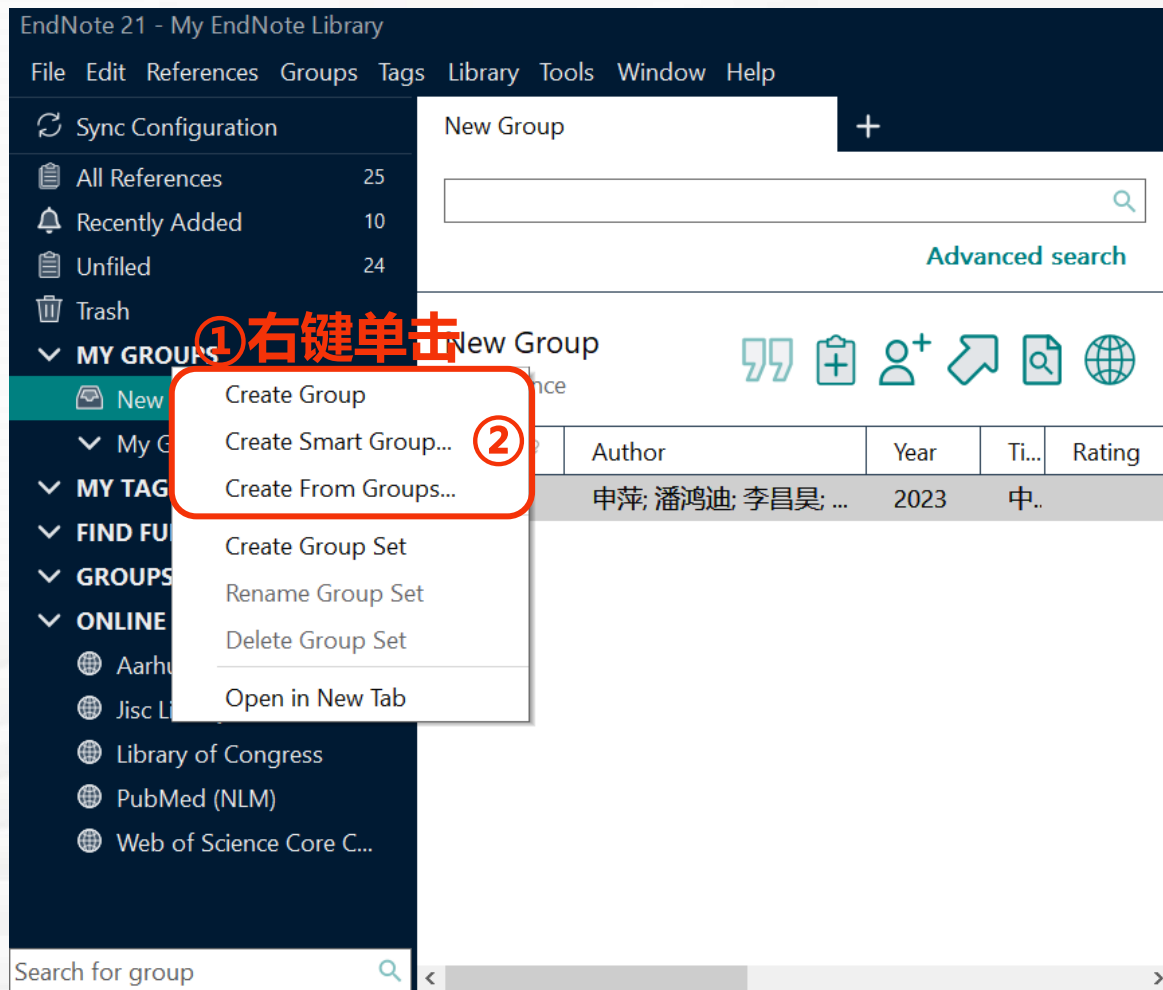 EndNote 21 - My EndNote Library
File Edit References Groups Tags Library Tools Window Help
Sync Configuration
New Group
All References 25
Recently Added 10
Unfiled 24
Trash
Advanced search
①右键单击
MY GROUPS
New
My G
MY TAG
FIND FU
GROUPS
ONLINE
Aarhu
Jisc Li
Library of Congress
PubMed (NLM)
Web of Science Core C...
Search for group
Create Group
Create Smart Group...
②
Create From Groups...
Create Group Set
Rename Group Set
Delete Group Set
Open in New Tab
New Group
nce
Author Year Ti... Rating
申萍; 潘鸿迪; 李昌昊; ... 2023 中..